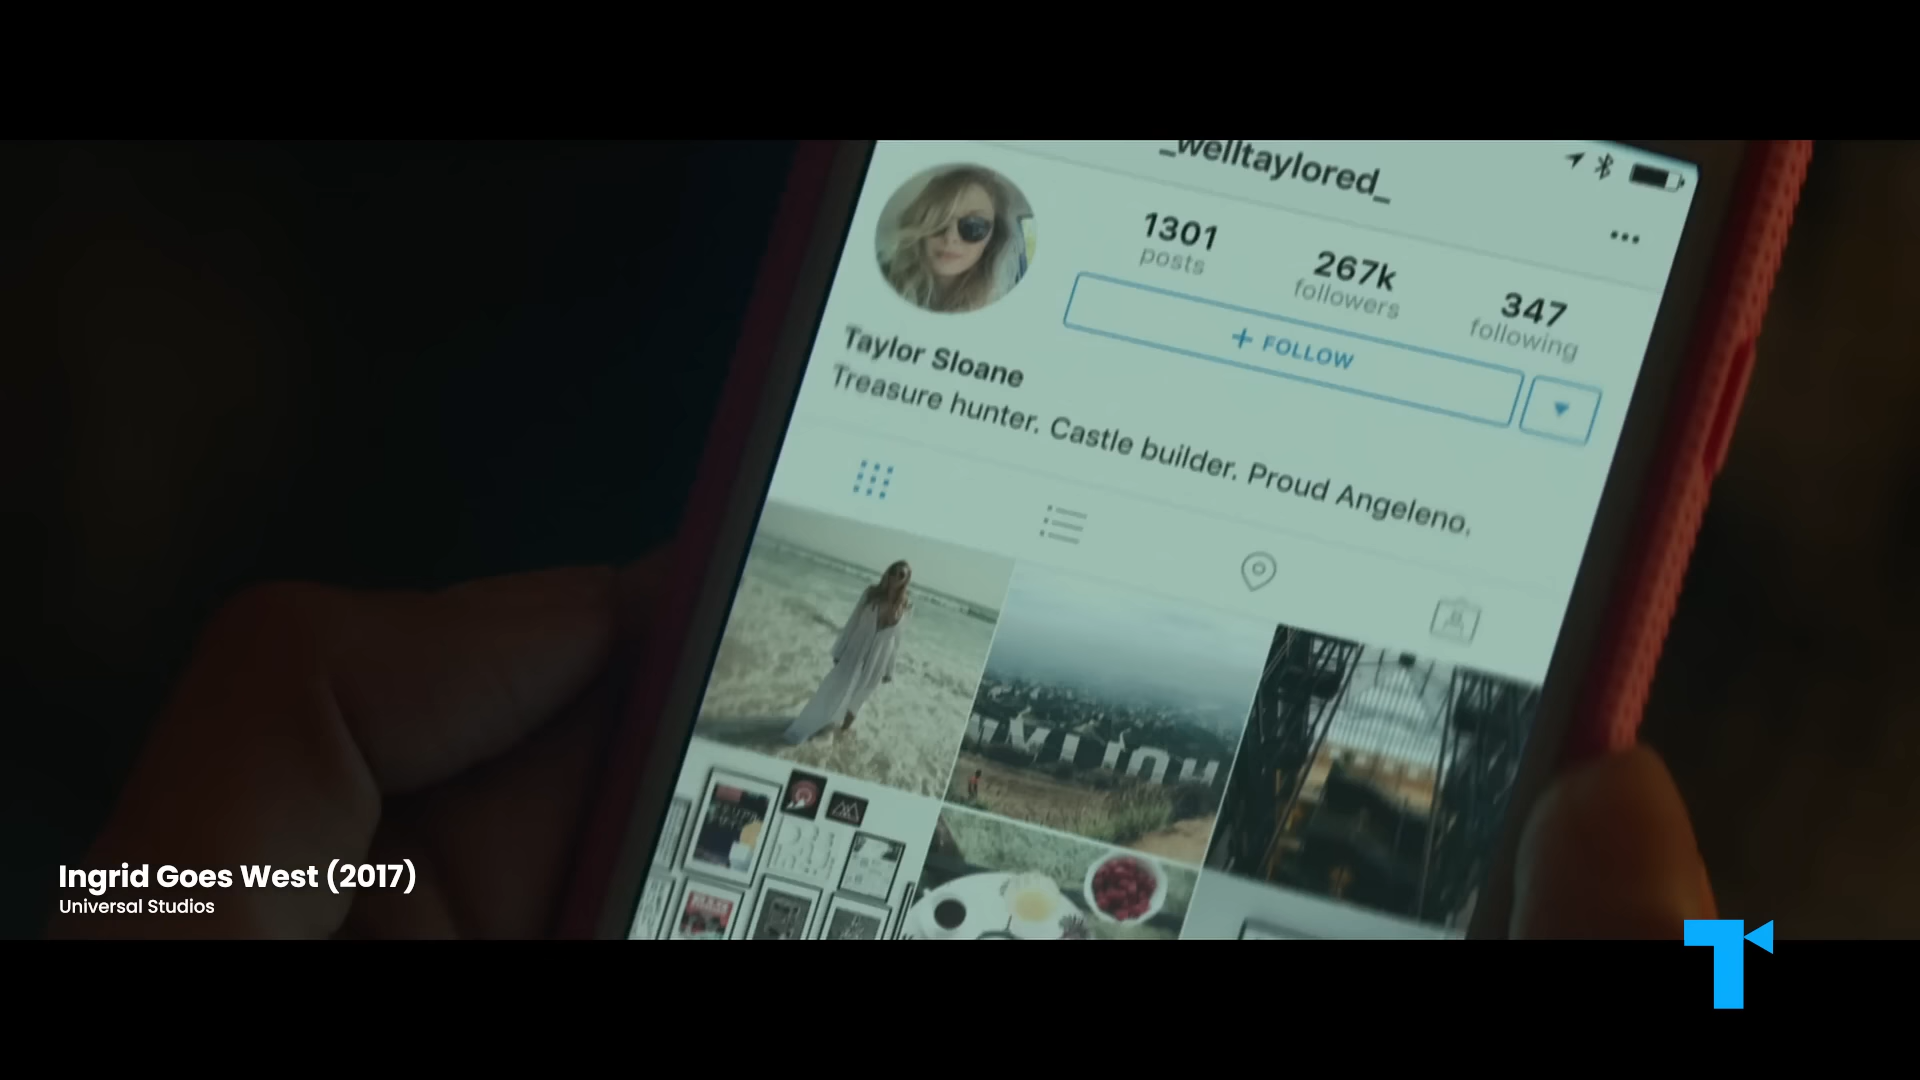 _welltaylored_
1301
posts
267k
followers
347
following
+ FOLLOW
Taylor Sloane
Treasure hunter. Castle builder. Proud Angeleno.
Ingrid Goes West (2017)
Universal Studios